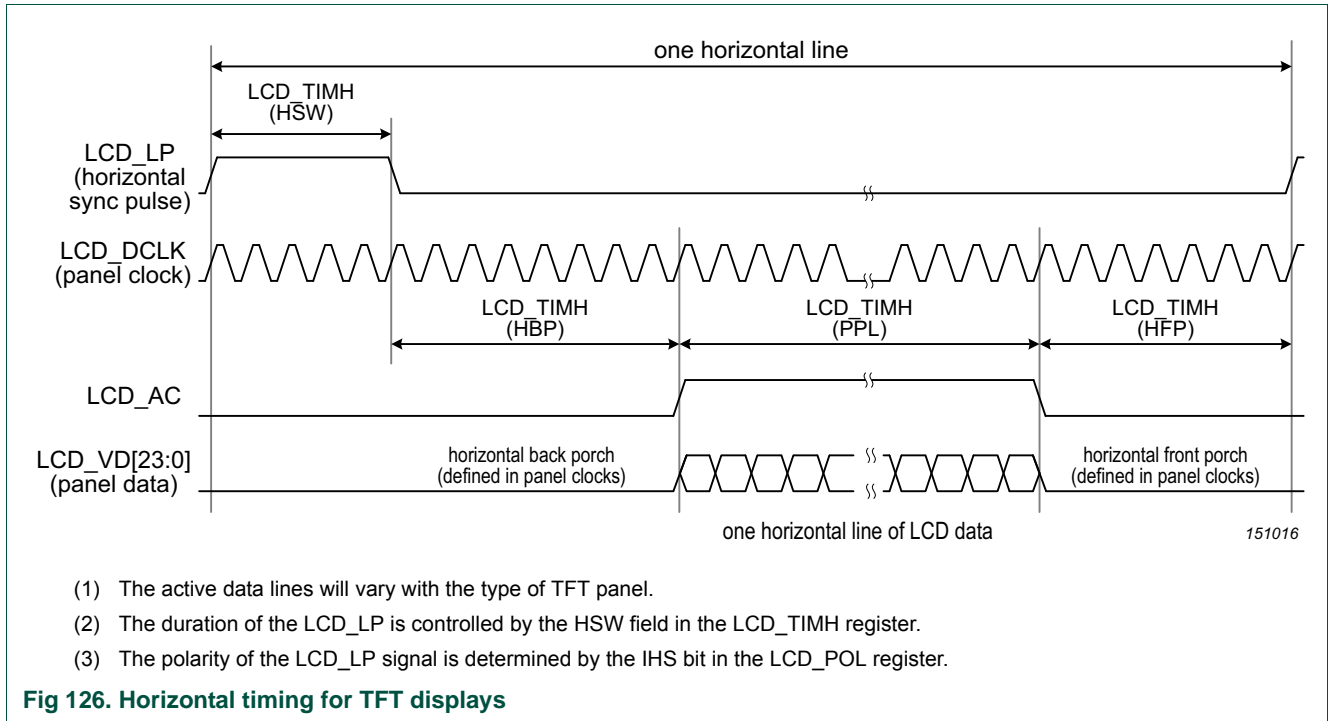 one horizontal line
LCD_TIMH
(HSW)
LCD_LP
(horizontal
sync pulse)
LCD_DCLK
(panel clock)
LCD_TIMH
(HBP)
LCD_TIMH
(PPL)
LCD_TIMH
(HFP)
LCD_AC
LCD_VD[23:0]
(panel data)
horizontal back porch
(defined in panel clocks)
horizontal front porch
(defined in panel clocks)
one horizontal line of LCD data
151016
(1) The active data lines will vary with the type of TFT panel.
(2) The duration of the LCD_LP is controlled by the HSW field in the LCD_TIMH register.
(3) The polarity of the LCD_LP signal is determined by the IHS bit in the LCD_POL register.
Fig 126. Horizontal timing for TFT displays